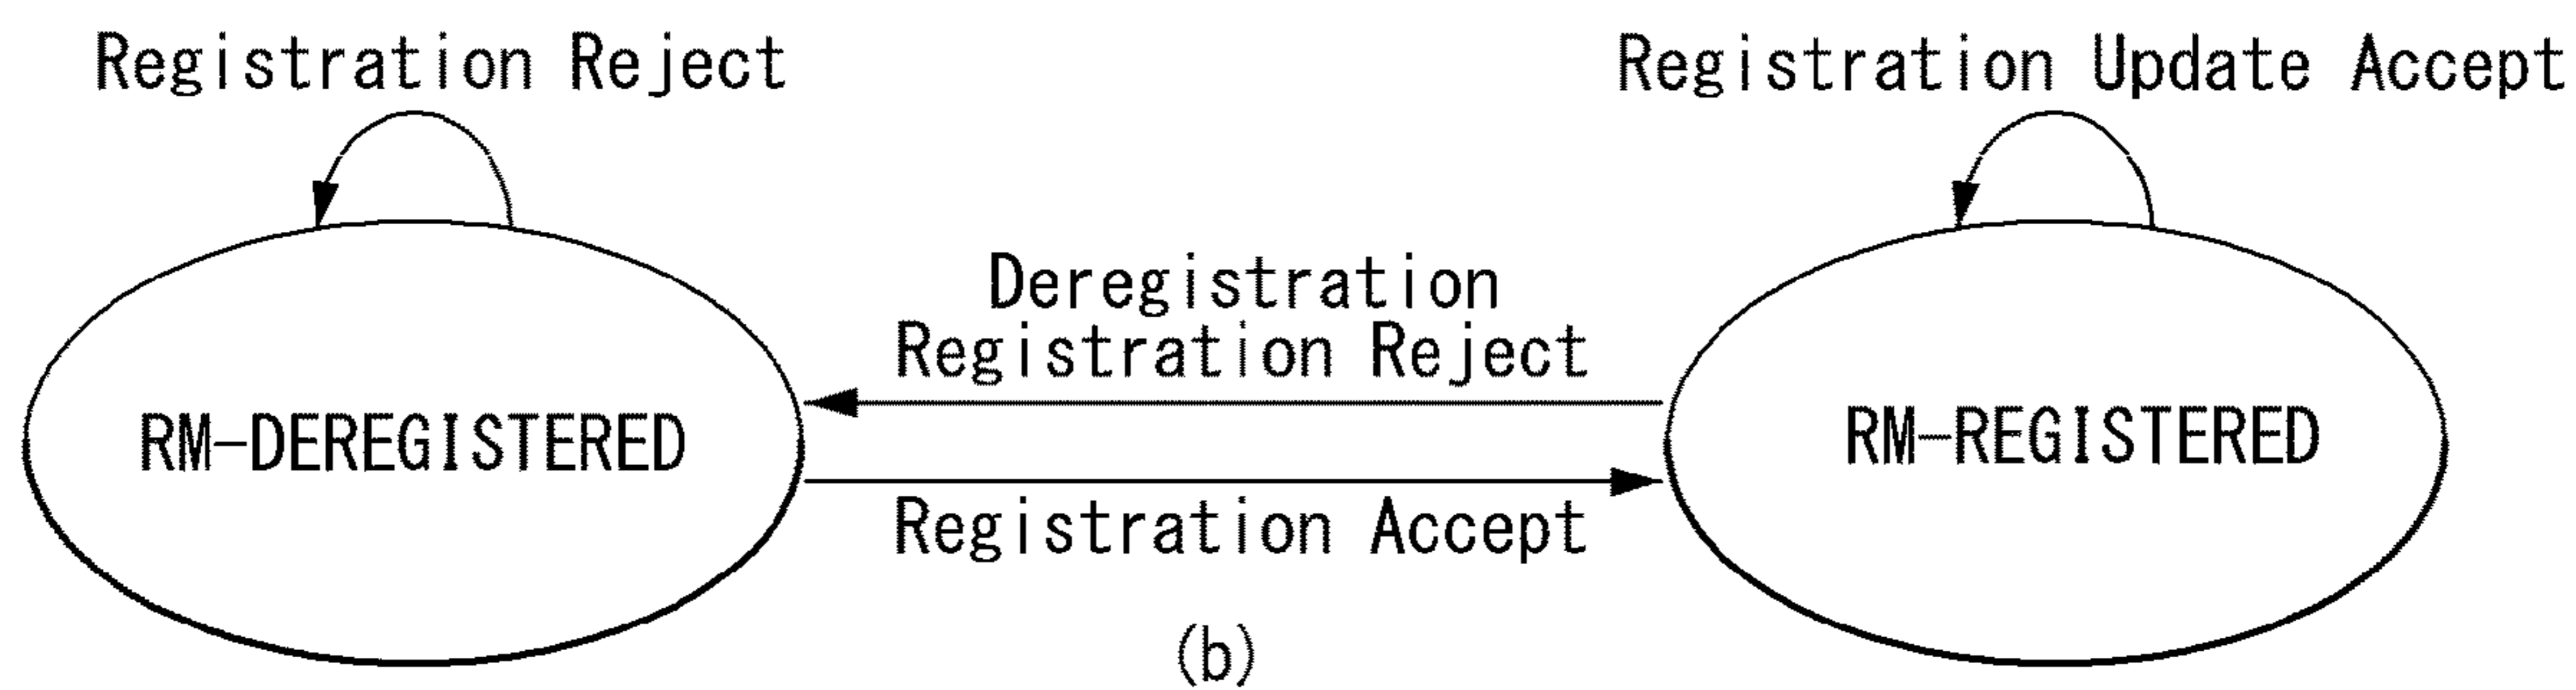 Registration Reject
Registration Update Accept
Deregistration
Registration Reject
RM-DEREGISTERED
RM-REGISTERED
Registration Accept
(b)